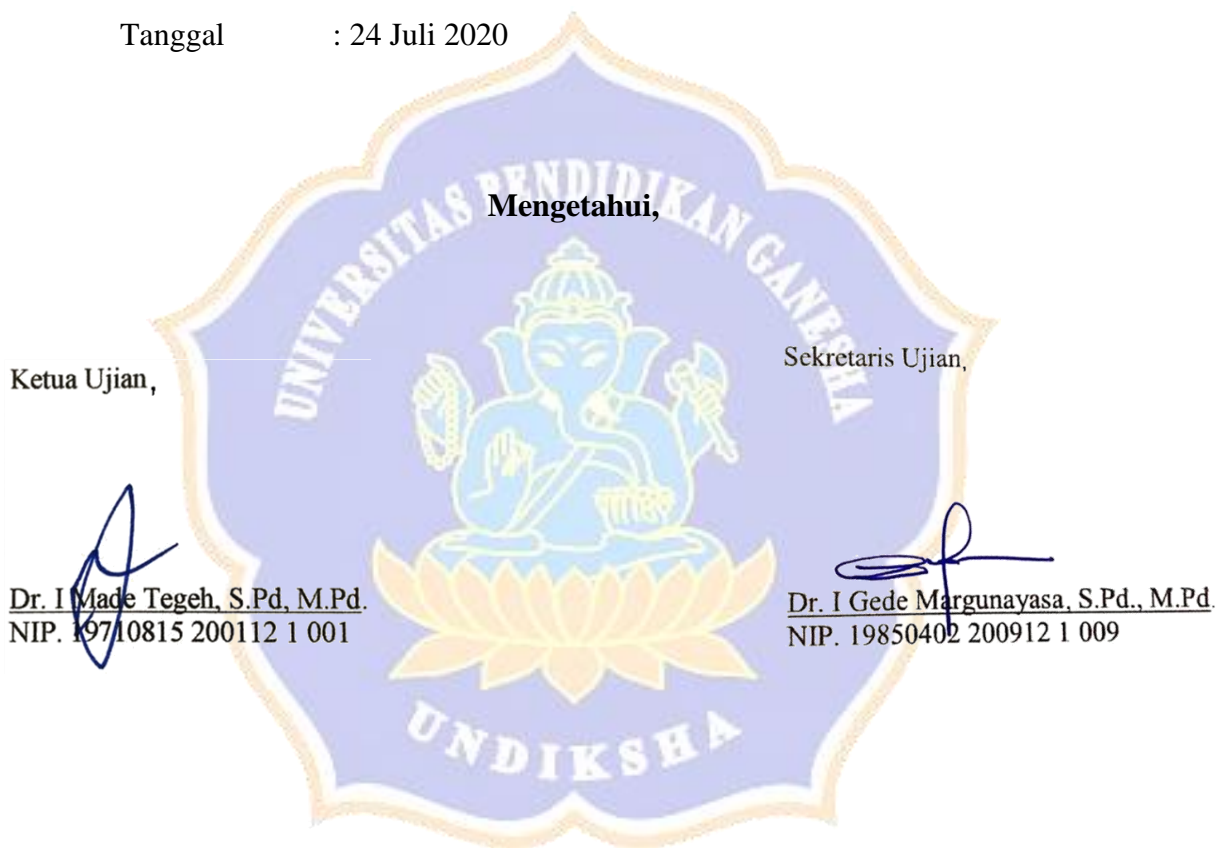 Tanggal : 24 Juli 2020
UNIVERSITAS PENDIDIKAN GANESHA
Mengetahui,
Ketua Ujian,
Sekretaris Ujian,
Dr. I Made Tegeh, S.Pd, M.Pd.
NIP. 19710815 200112 1 001
Dr. I Gede Margunayasa, S.Pd., M.Pd.
NIP. 19850402 200912 1 009
UNDIKSHA